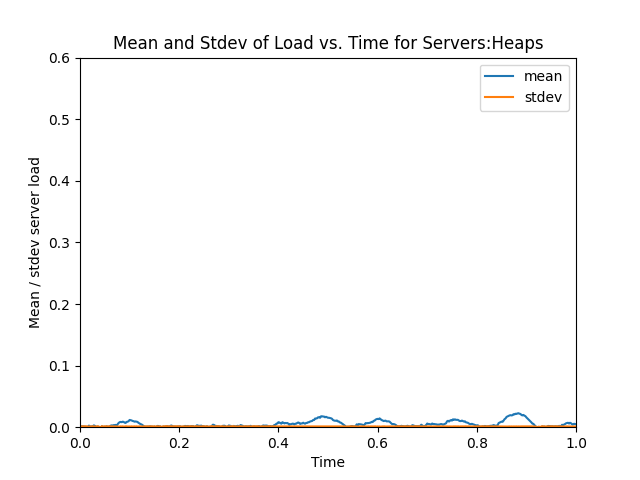 Mean and Stdev of Load vs. Time for Servers:Heaps
mean
stdev
Mean / stdev server load
0.6
0.5
0.4
0.3
0.2
0.1
0.0
0.0 0.2 0.4 0.6 0.8 1.0
Time